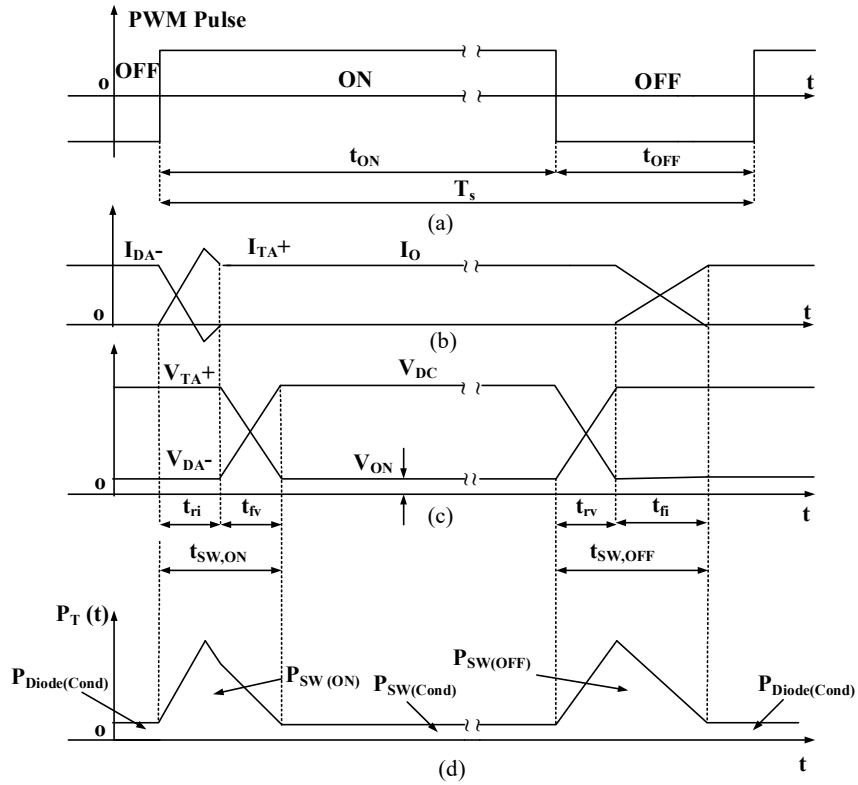 PWM Pulse
OFF
o
ON
OFF
t
tON
tOFF
Ts
(a)
IDA-
ITA+
IO
o
t
(b)
VTA+
VDC
VDA-
VON
o
t
tri
tfv
(c)
trv
tfi
tSW,ON
tSW,OFF
PT (t)
PDiode(Cond)
PSW (ON)
PSW(Cond)
PSW(OFF)
PDiode(Cond)
o
t
(d)